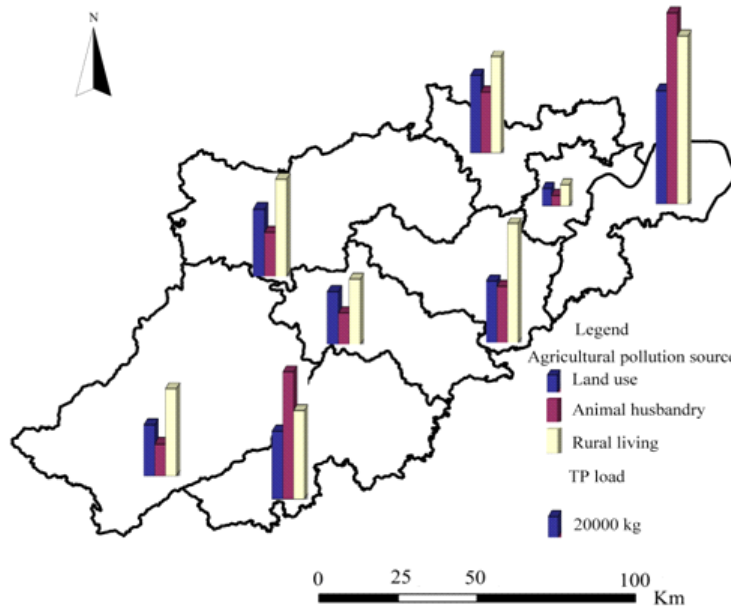 N
Legend
Agricultural pollution source
Land use
Animal husbandry
Rural living
TP load
20000 kg
0 25 50 100
Km